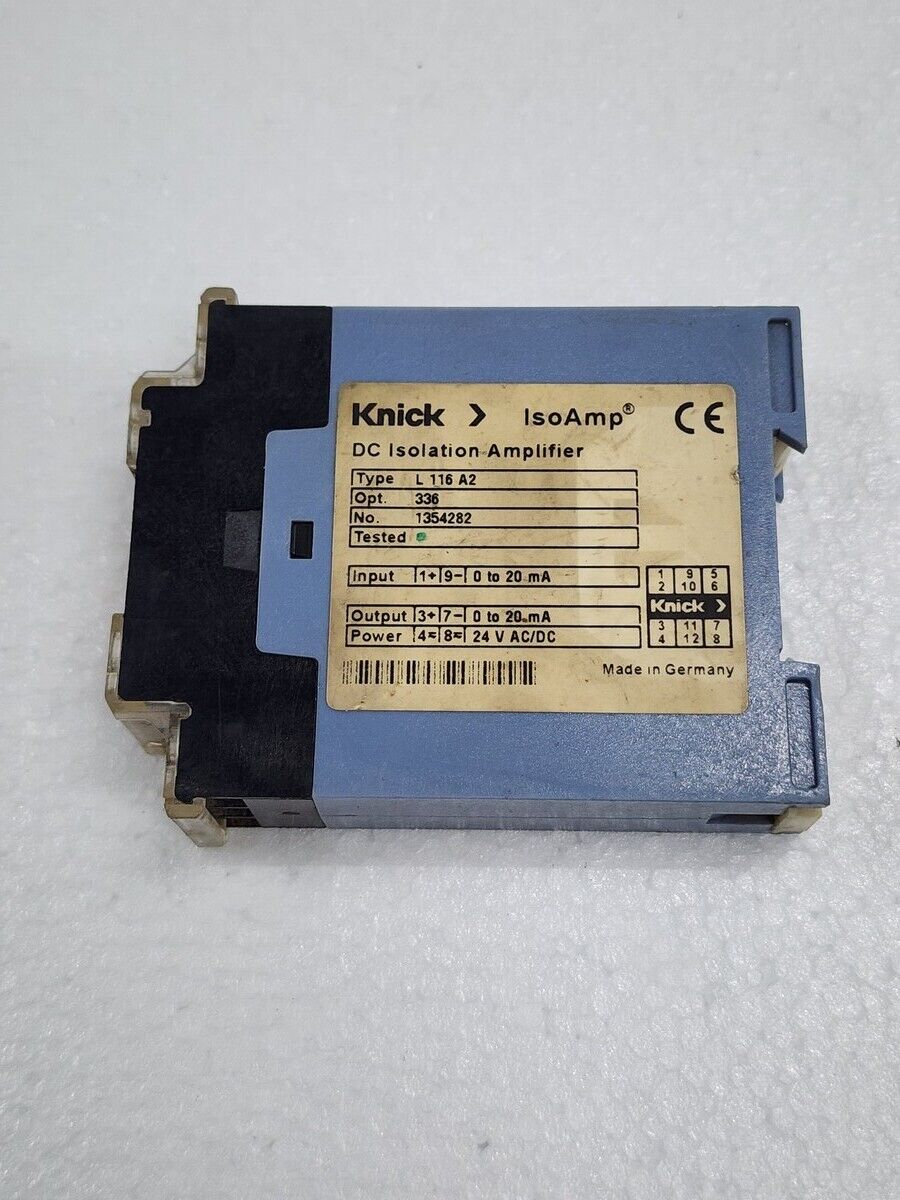 Knick > IsoAmp® CE
DC Isolation Amplifier
Type L 116 A2
Opt. 336
No. 1354282
Tested
Input 1+ 9- 0 to 20 mA
Output 3+ 7- 0 to 20 mA
Power 4≂ 8≂ 24 V AC/DC
1 9 5
2 10 6
Knick >
3 11 7
4 12 8
Made in Germany